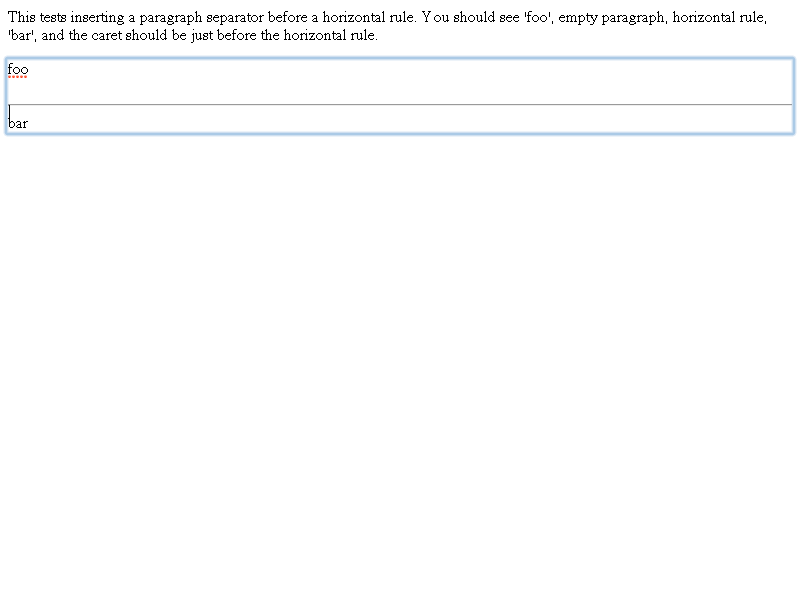 This tests inserting a paragraph separator before a horizontal rule. You should see 'foo', empty paragraph, horizontal rule,
'bar', and the caret should be just before the horizontal rule.
foo
bar